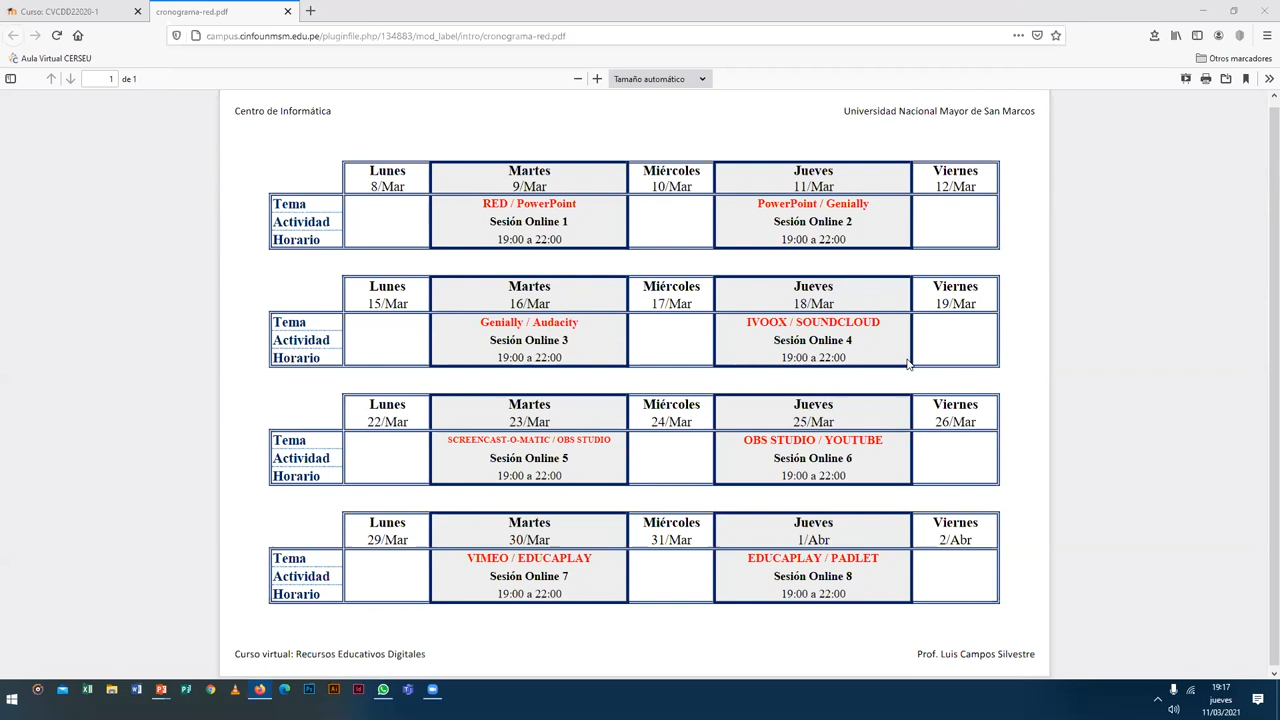 Curso: CVCDD22020-1
cronograma-red.pdf
campus.cinfounmsm.edu.pe/pluginfile.php/134883/mod_label/intro/cronograma-red.pdf
Aula Virtual CERSEU
Otros marcadores
1 de 1
Tamaño automático
Centro de Informática
Universidad Nacional Mayor de San Marcos
Lunes Martes Miércoles Jueves Viernes
8/Mar 9/Mar 10/Mar 11/Mar 12/Mar
Tema RED / PowerPoint PowerPoint / Genially
Actividad Sesión Online 1 Sesión Online 2
Horario 19:00 a 22:00 19:00 a 22:00
Lunes Martes Miércoles Jueves Viernes
15/Mar 16/Mar 17/Mar 18/Mar 19/Mar
Tema Genially / Audacity IVOOX / SOUNDCLOUD
Actividad Sesión Online 3 Sesión Online 4
Horario 19:00 a 22:00 19:00 a 22:00
Lunes Martes Miércoles Jueves Viernes
22/Mar 23/Mar 24/Mar 25/Mar 26/Mar
Tema SCREENCAST-O-MATIC / OBS STUDIO OBS STUDIO / YOUTUBE
Actividad Sesión Online 5 Sesión Online 6
Horario 19:00 a 22:00 19:00 a 22:00
Lunes Martes Miércoles Jueves Viernes
29/Mar 30/Mar 31/Mar 1/Abr 2/Abr
Tema VIMEO / EDUCAPLAY EDUCAPLAY / PADLET
Actividad Sesión Online 7 Sesión Online 8
Horario 19:00 a 22:00 19:00 a 22:00
Curso virtual: Recursos Educativos Digitales
Prof. Luis Campos Silvestre
19:17
jueves
11/03/2021